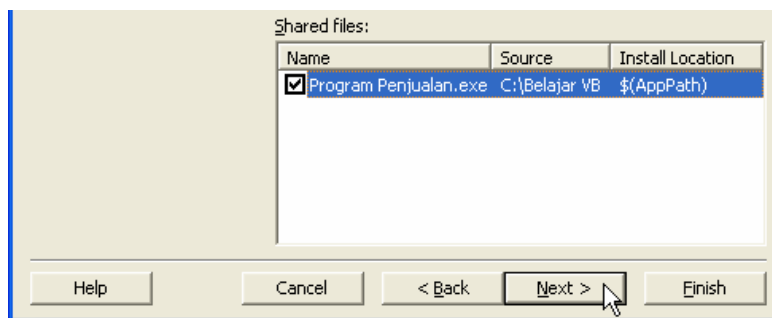 Shared files:
Name Source Install Location
Program Penjualan.exe C:\Belajar VB $(AppPath)
Help Cancel < Back Next > Finish